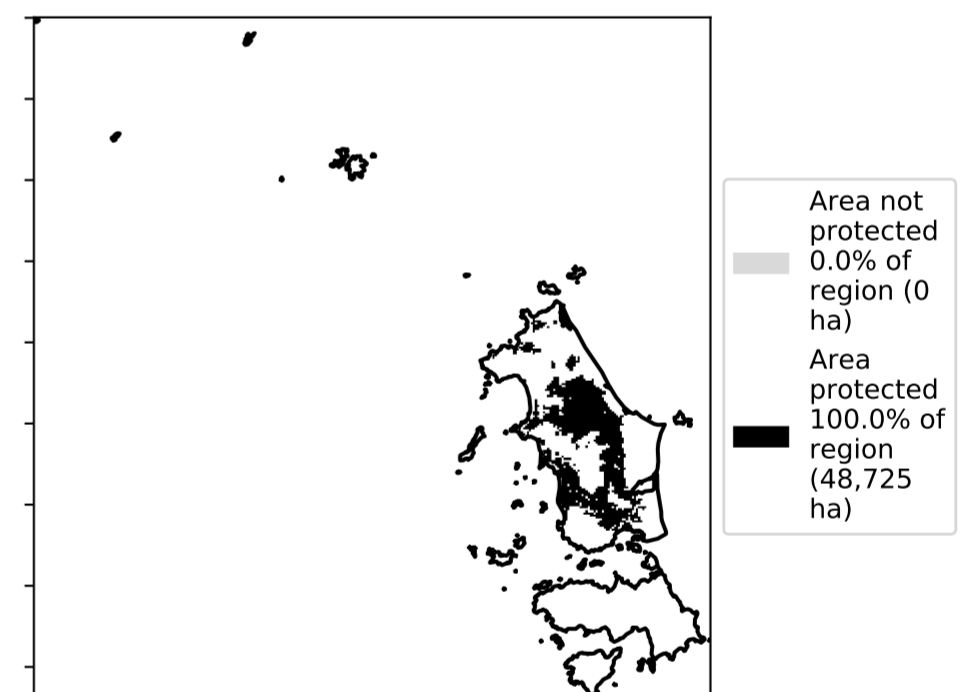 Area not
protected
0.0% of
region (0
ha)
Area
protected
100.0% of
region
(48,725
ha)